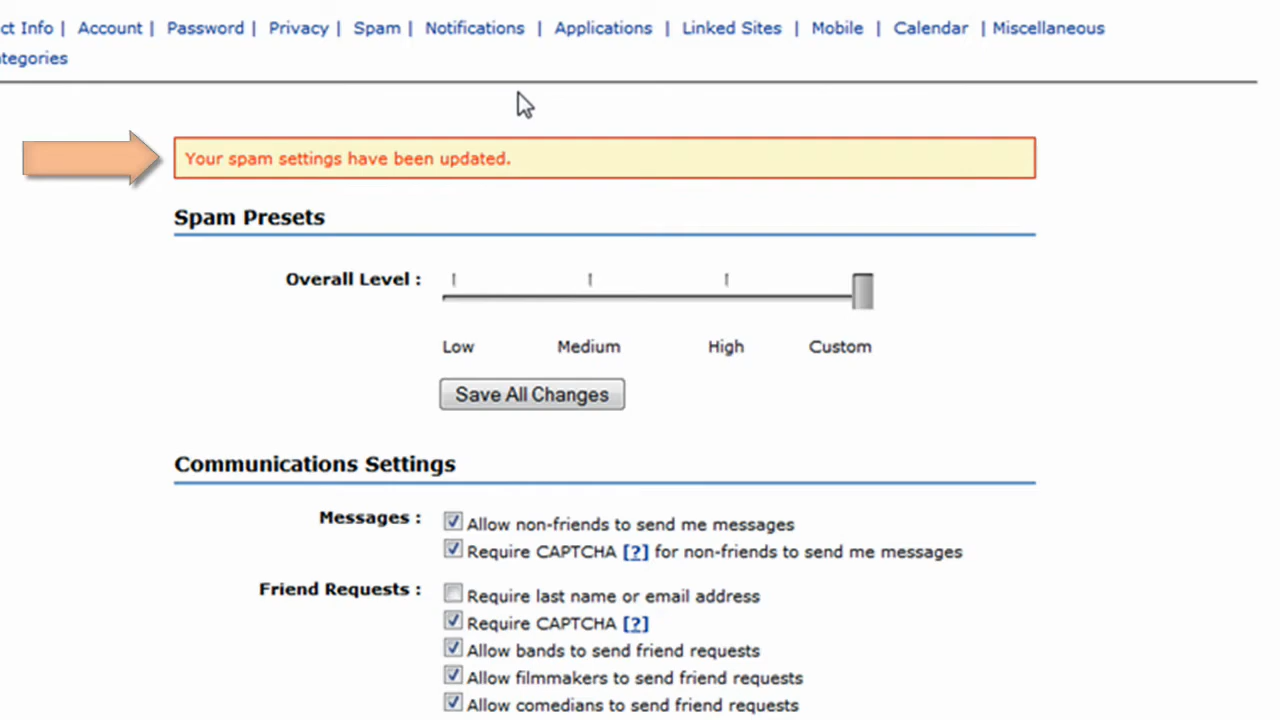 ct Info | Account | Password | Privacy | Spam | Notifications | Applications | Linked Sites | Mobile | Calendar | Miscellaneous
tegories
Your spam settings have been updated.
Spam Presets
Overall Level :
Low Medium High Custom
Save All Changes
Communications Settings
Messages : Allow non-friends to send me messages
Require CAPTCHA [?] for non-friends to send me messages
Friend Requests : Require last name or email address
Require CAPTCHA [?]
Allow bands to send friend requests
Allow filmmakers to send friend requests
Allow comedians to send friend requests